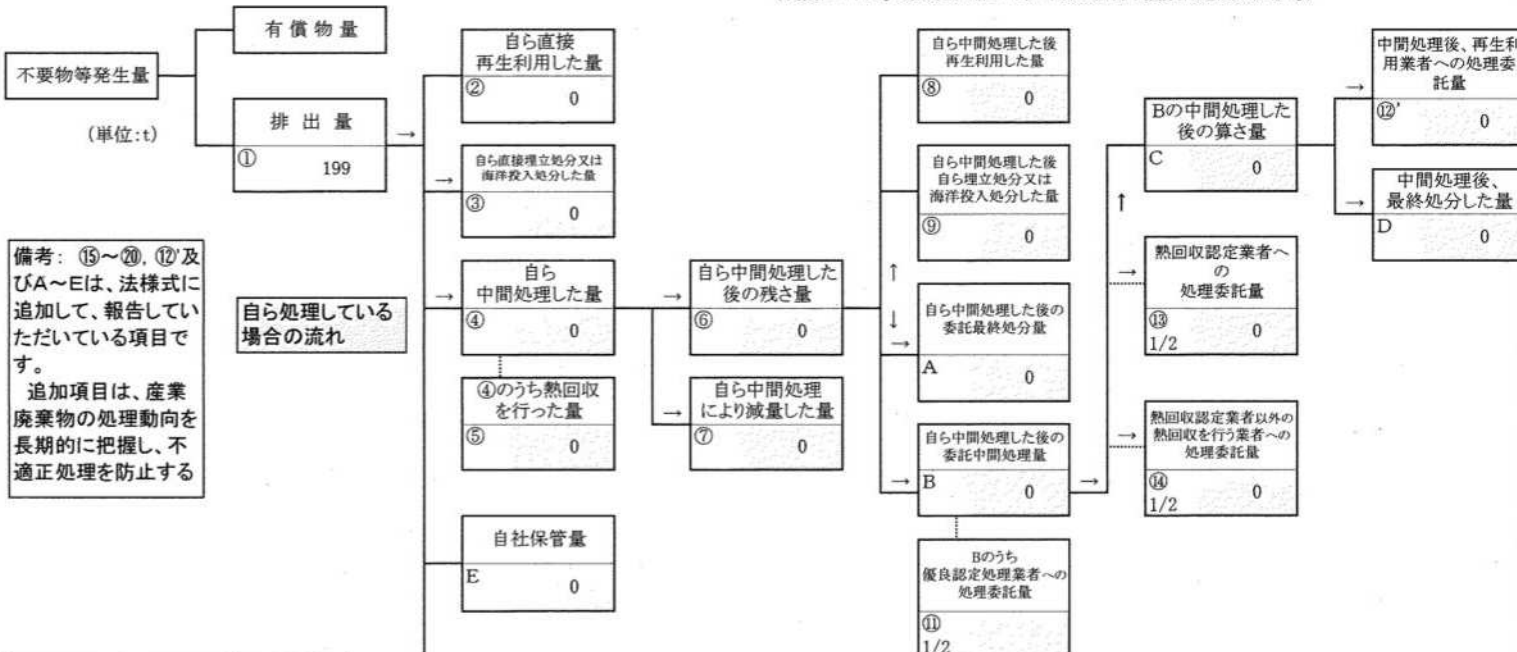 有償物量
不要物等発生量
(単位:t)
排出量
①
199
→
備考: ⑮~⑳, ⑫'及
びA~Eは、法様式に
追加して、報告してい
ただいている項目で
す。
追加項目は、産業
廃棄物の処理動向を
長期的に把握し、不
適正処理を防止する
自ら処理している
場合の流れ
自ら直接
再生利用した量
②
0
→
自ら直接埋立処分又は
海洋投入処分した量
③
0
→
自ら
中間処理した量
④
0
④のうち熱回収
を行った量
⑤
0
自社保管量
E
0
→
自ら中間処理した
後の残さ量
⑥
0
→
自ら中間処理
により減量した量
⑦
0
自ら中間処理した後
再生利用した量
⑧
0
自ら中間処理した後
自ら埋立処分又は
海洋投入処分した量
⑨
0
↑
↓
→
自ら中間処理した後の
委託最終処分量
A
0
→
自ら中間処理した後の
委託中間処理量
B
0
→
Bのうち
優良認定処理業者への
処理委託量
⑪
1/2
Bの中間処理した
後の算さ量
C
0
↑
→
熱回収認定業者へ
の
処理委託量
⑬
1/2
0
→
熱回収認定業者以外の
熱回収を行う業者への
処理委託量
⑭
1/2
0
→
中間処理後、再生利
用業者への処理委
託量
⑫'
0
→
中間処理後、
最終処分した量
D
0